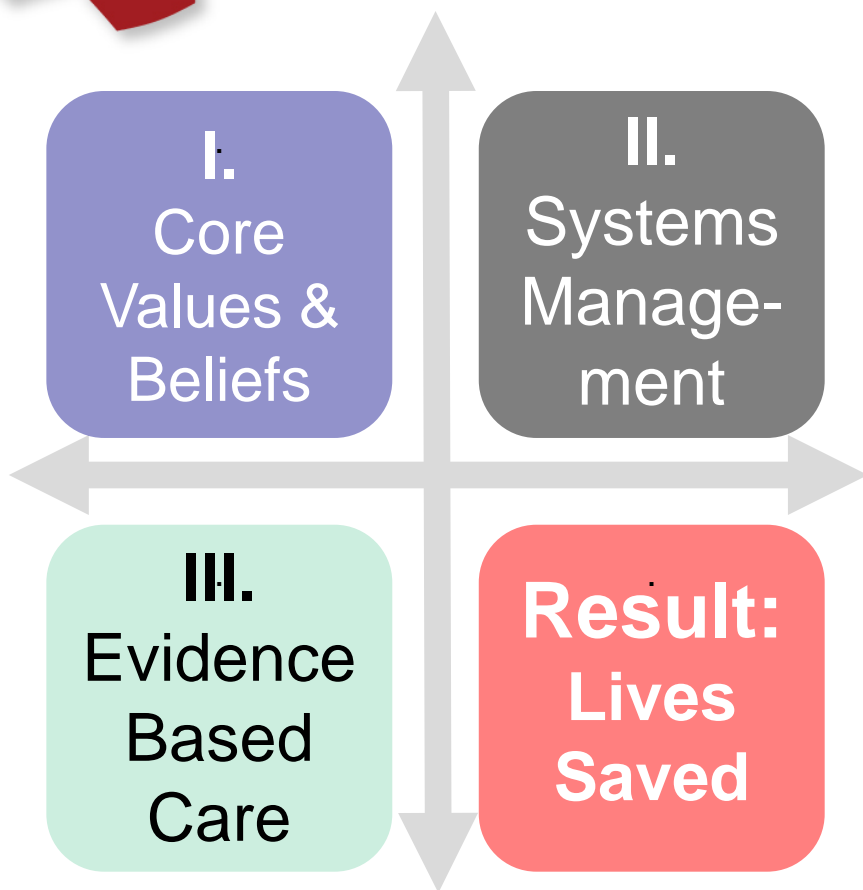 I.
Core
Values &
Beliefs
II.
Systems
Manage-
ment
III.
Evidence
Based
Care
Result:
Lives
Saved